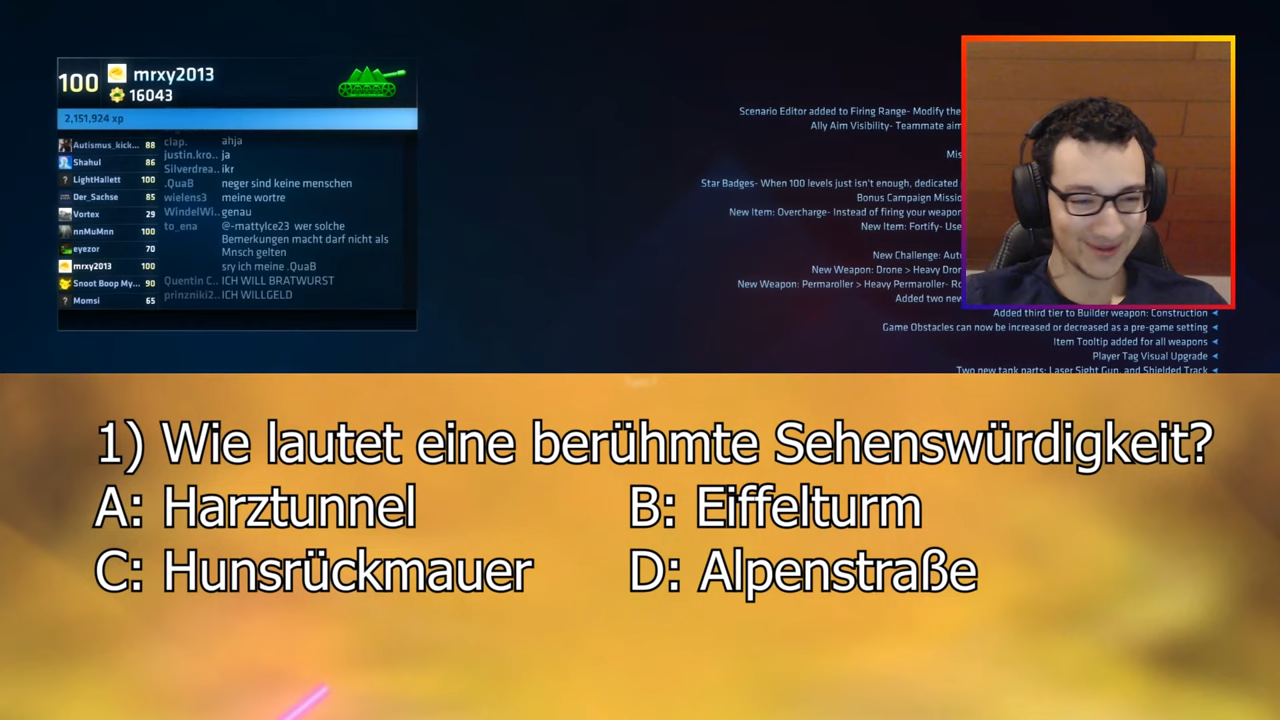 100 mrxy2013
16043
2,151,924 xp
Autismus_kick... 88
Shahul 86
? LightHallett 100
Der_Sachse 85
Vortex 29
nnMuMnn 100
eyezor 70
mrxy2013 100
Snoot Boop My... 90
? Momsi 65
clap. ahja
justin.kro.. ja
Silverdrea.. ikr
.QuaB neger sind keine menschen
wielens3 meine wortre
WindelWi.. genau
to_ena @-mattyIce23 wer solche
Bemerkungen macht darf nicht als
Mnsch gelten
sry ich meine .QuaB
Quentin C.. ICH WILL BRATWURST
prinzniki2.. ICH WILLGELD
Scenario Editor added to Firing Range- Modify the
Ally Aim Visibility- Teammate aim
Mis
Star Badges- When 100 levels just isn't enough, dedicated
Bonus Campaign Missio
New Item: Overcharge- Instead of firing your weapon
New Item: Fortify- Use
New Challenge: Aut
New Weapon: Drone > Heavy Dron
New Weapon: Permaroller > Heavy Permaroller- Ro
Added two new
Added third tier to Builder weapon: Construction
Game Obstacles can now be increased or decreased as a pre-game setting
Item Tooltip added for all weapons
Player Tag Visual Upgrade
Two new tank parts: Laser Sight Gun, and Shielded Track
1) Wie lautet eine berühmte Sehenswürdigkeit?
A: Harztunnel B: Eiffelturm
C: Hunsrückmauer D: Alpenstraße